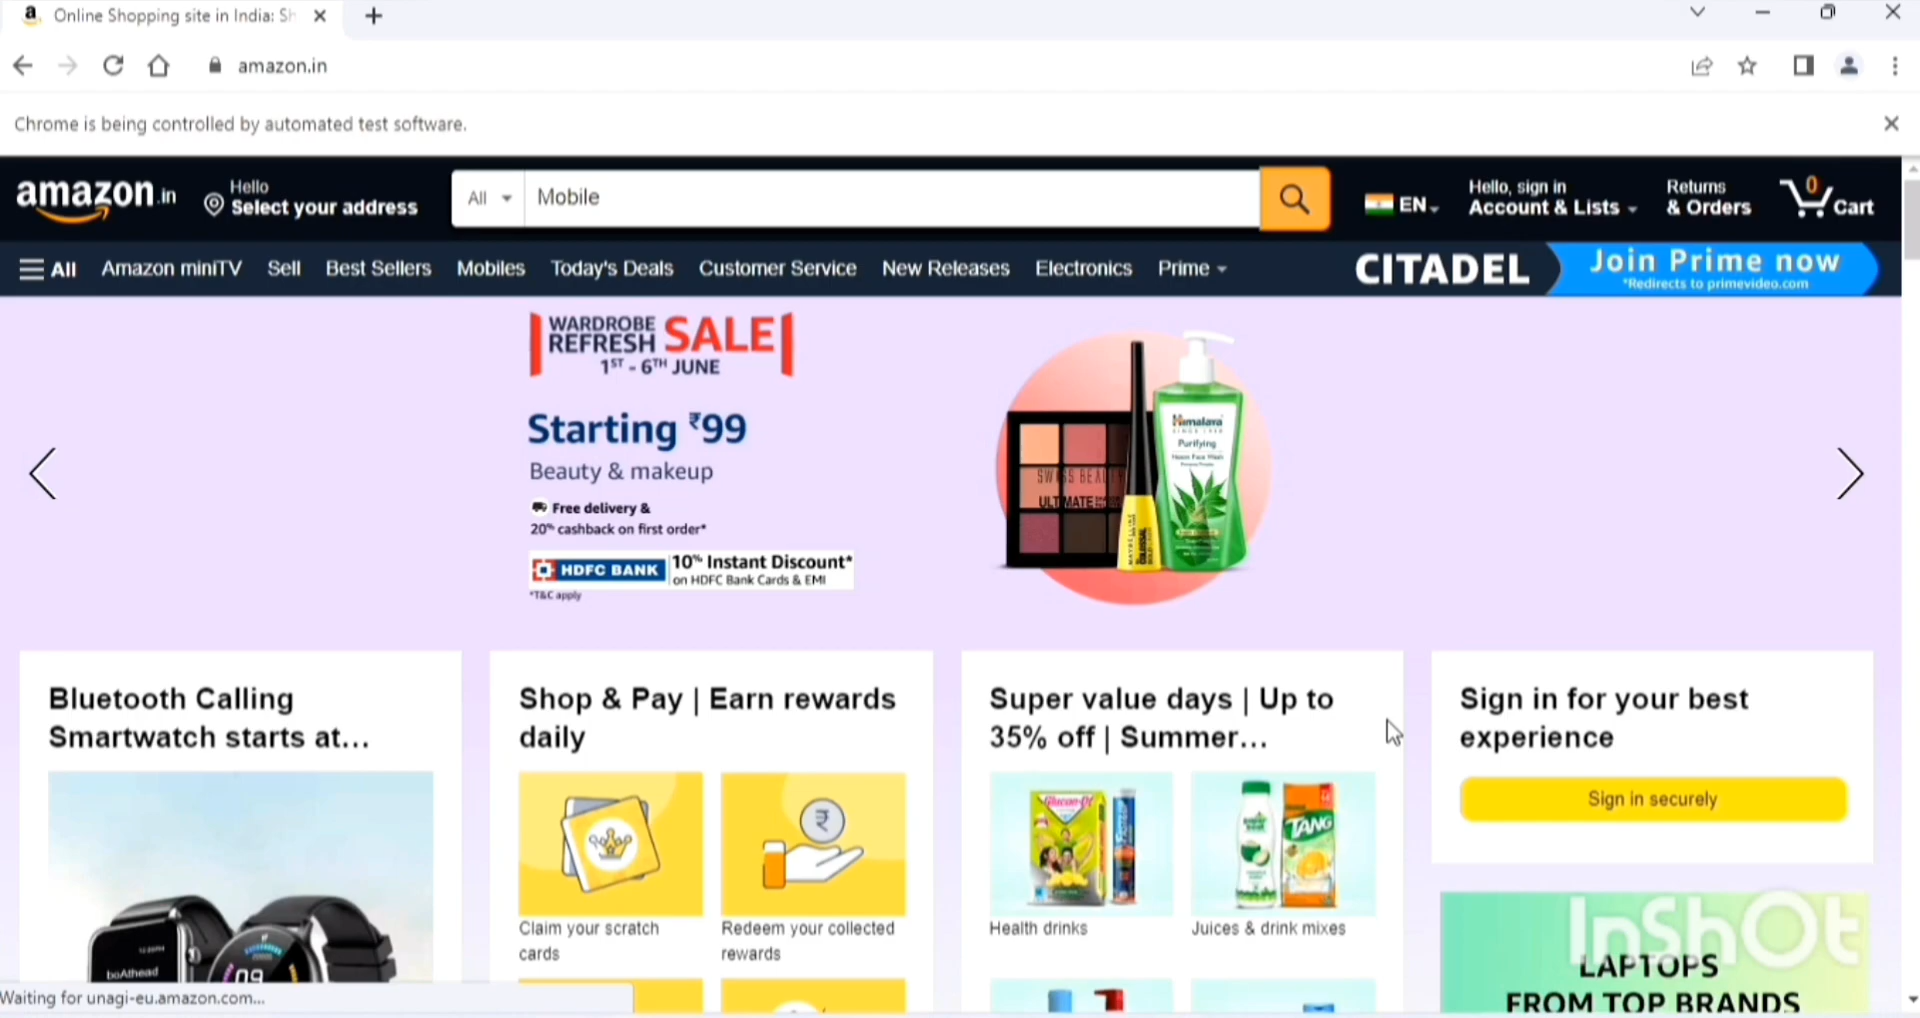 Online Shopping site in India: Sh
amazon.in
Chrome is being controlled by automated test software.
amazon.in
Hello
Select your address
All
Mobile
EN
Hello, sign in
Account & Lists
Returns
& Orders
0
Cart
All
Amazon miniTV
Sell
Best Sellers
Mobiles
Today's Deals
Customer Service
New Releases
Electronics
Prime
CITADEL
Join Prime now
*Redirects to primevideo.com
WARDROBE
REFRESH SALE
1ST - 6TH JUNE
Starting ₹99
Beauty & makeup
Free delivery &
20% cashback on first order*
HDFC BANK
10% Instant Discount*
on HDFC Bank Cards & EMI
*T&C apply
SWISS BEAUTY
ULTIMATE
MAYBELLINE
COLOSSAL
Himalaya
SINCE 1930
Purifying
Neem Face Wash
Bluetooth Calling
Smartwatch starts at...
boAthead
09
Shop & Pay | Earn rewards
daily
₹
Claim your scratch
cards
Redeem your collected
rewards
Super value days | Up to
35% off | Summer...
Glucon-D
TANG
Health drinks
Juices & drink mixes
Sign in for your best
experience
Sign in securely
InShOt
LAPTOPS
FROM TOP BRANDS
Waiting for unagi-eu.amazon.com...